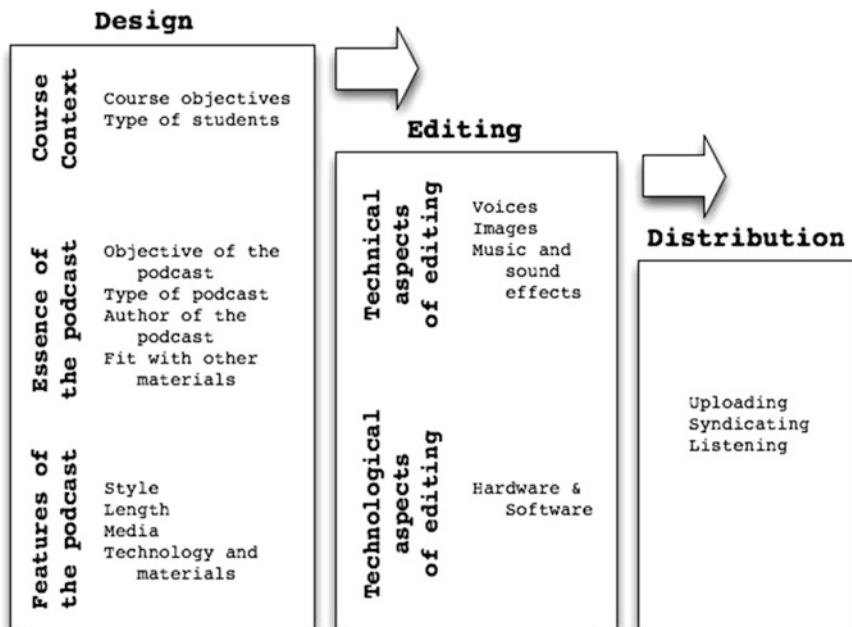 Design
Course
Context
Course objectives
Type of students
Essence of
the podcast
Objective of the
podcast
Type of podcast
Author of the
podcast
Fit with other
materials
Features of
the podcast
Style
Length
Media
Technology and
materials
Editing
Technical
aspects
of editing
Voices
Images
Music and
sound
effects
Technological
aspects
of editing
Hardware &
Software
Distribution
Uploading
Syndicating
Listening